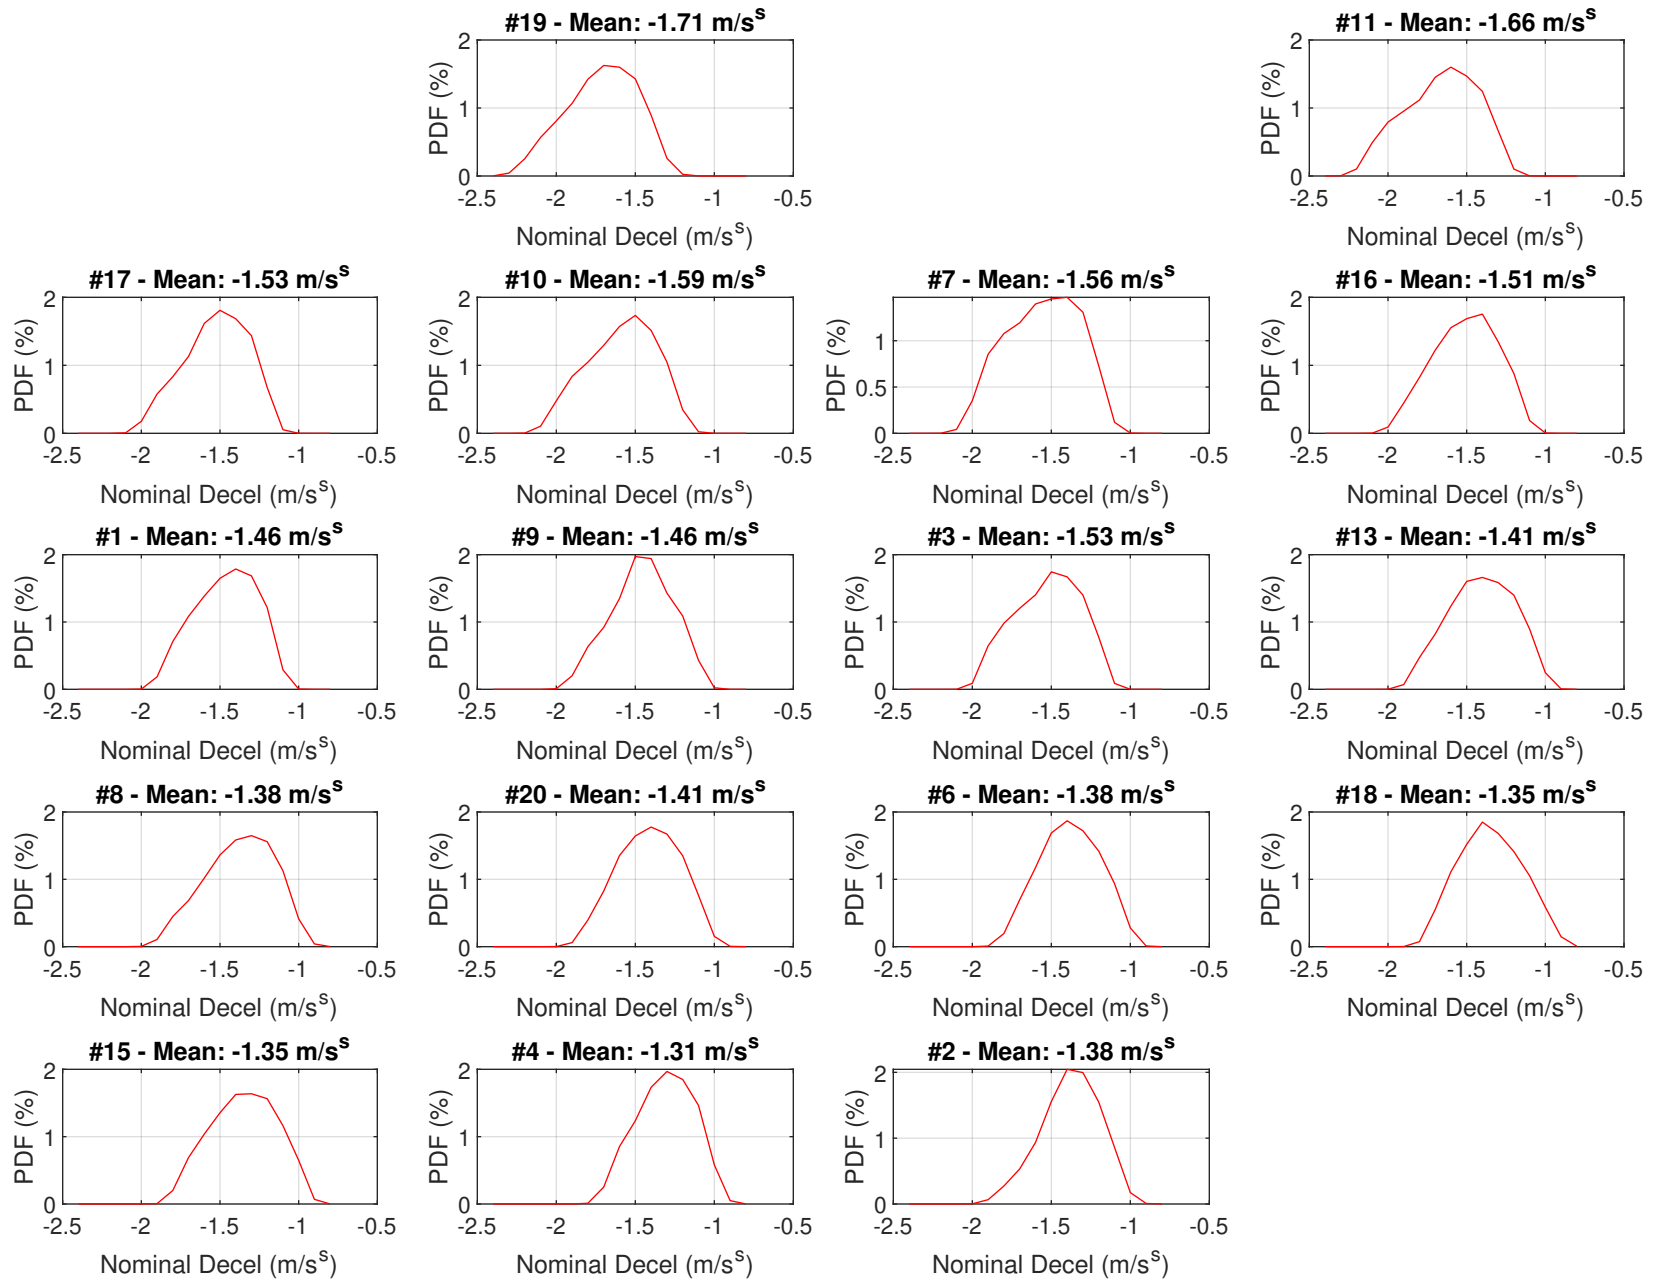 #19 - Mean: -1.71 m/s^s
2
1
0
PDF (%)
-2.5 -2 -1.5 -1 -0.5
Nominal Decel (m/s^s)
#11 - Mean: -1.66 m/s^s
2
1
0
PDF (%)
-2.5 -2 -1.5 -1 -0.5
Nominal Decel (m/s^s)
#17 - Mean: -1.53 m/s^s
2
1
0
PDF (%)
-2.5 -2 -1.5 -1 -0.5
Nominal Decel (m/s^s)
#10 - Mean: -1.59 m/s^s
2
1
0
PDF (%)
-2.5 -2 -1.5 -1 -0.5
Nominal Decel (m/s^s)
#7 - Mean: -1.56 m/s^s
1
0.5
0
PDF (%)
-2.5 -2 -1.5 -1 -0.5
Nominal Decel (m/s^s)
#16 - Mean: -1.51 m/s^s
2
1
0
PDF (%)
-2.5 -2 -1.5 -1 -0.5
Nominal Decel (m/s^s)
#1 - Mean: -1.46 m/s^s
2
1
0
PDF (%)
-2.5 -2 -1.5 -1 -0.5
Nominal Decel (m/s^s)
#9 - Mean: -1.46 m/s^s
2
1
0
PDF (%)
-2.5 -2 -1.5 -1 -0.5
Nominal Decel (m/s^s)
#3 - Mean: -1.53 m/s^s
2
1
0
PDF (%)
-2.5 -2 -1.5 -1 -0.5
Nominal Decel (m/s^s)
#13 - Mean: -1.41 m/s^s
2
1
0
PDF (%)
-2.5 -2 -1.5 -1 -0.5
Nominal Decel (m/s^s)
#8 - Mean: -1.38 m/s^s
2
1
0
PDF (%)
-2.5 -2 -1.5 -1 -0.5
Nominal Decel (m/s^s)
#20 - Mean: -1.41 m/s^s
2
1
0
PDF (%)
-2.5 -2 -1.5 -1 -0.5
Nominal Decel (m/s^s)
#6 - Mean: -1.38 m/s^s
2
1
0
PDF (%)
-2.5 -2 -1.5 -1 -0.5
Nominal Decel (m/s^s)
#18 - Mean: -1.35 m/s^s
2
1
0
PDF (%)
-2.5 -2 -1.5 -1 -0.5
Nominal Decel (m/s^s)
#15 - Mean: -1.35 m/s^s
2
1
0
PDF (%)
-2.5 -2 -1.5 -1 -0.5
Nominal Decel (m/s^s)
#4 - Mean: -1.31 m/s^s
2
1
0
PDF (%)
-2.5 -2 -1.5 -1 -0.5
Nominal Decel (m/s^s)
#2 - Mean: -1.38 m/s^s
2
1
0
PDF (%)
-2.5 -2 -1.5 -1 -0.5
Nominal Decel (m/s^s)